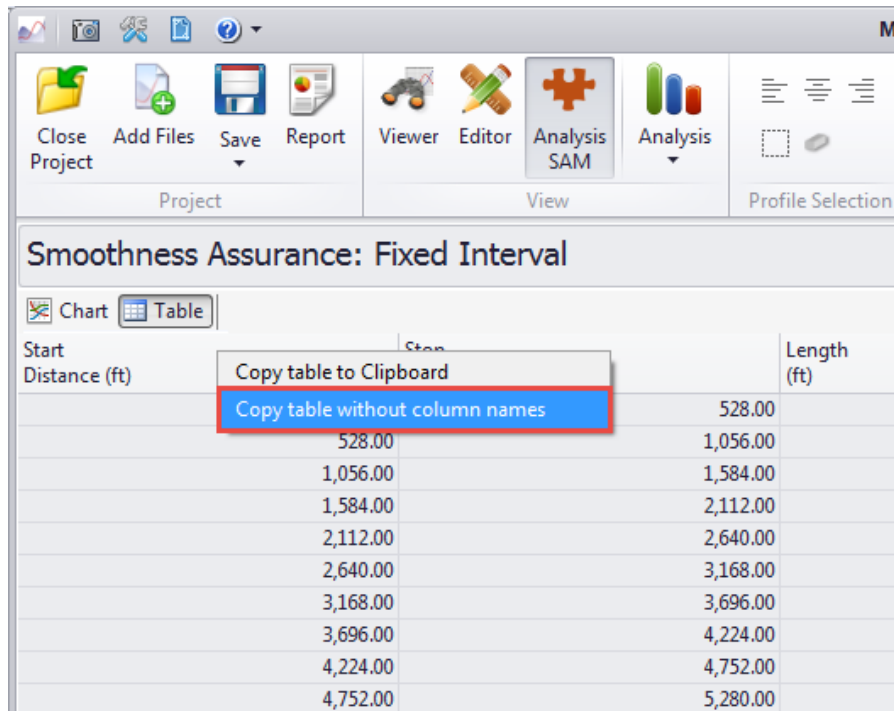 M
Close Project
Add Files
Save
Report
Viewer
Editor
Analysis SAM
Analysis
Project
View
Profile Selection
Smoothness Assurance: Fixed Interval
Chart Table
Start Distance (ft)
Stop
Length (ft)
Copy table to Clipboard
Copy table without column names
528.00
528.00 1,056.00
1,056.00 1,584.00
1,584.00 2,112.00
2,112.00 2,640.00
2,640.00 3,168.00
3,168.00 3,696.00
3,696.00 4,224.00
4,224.00 4,752.00
4,752.00 5,280.00